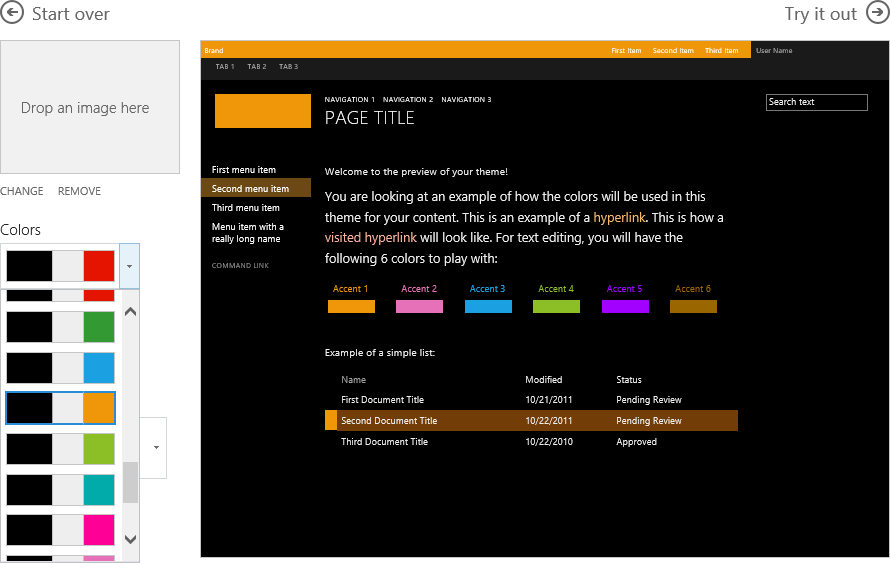 Start over
Try it out
Drop an image here
CHANGE REMOVE
Colors
Brand
First Item Second Item Third Item User Name
TAB 1 TAB 2 TAB 3
NAVIGATION 1 NAVIGATION 2 NAVIGATION 3
PAGE TITLE
Search text
First menu item
Second menu item
Third menu item
Menu item with a
really long name
COMMAND LINK
Welcome to the preview of your theme!
You are looking at an example of how the colors will be used in this
theme for your content. This is an example of a hyperlink. This is how a
visited hyperlink will look like. For text editing, you will have the
following 6 colors to play with:
Accent 1 Accent 2 Accent 3 Accent 4 Accent 5 Accent 6
Example of a simple list:
Name Modified Status
First Document Title 10/21/2011 Pending Review
Second Document Title 10/22/2011 Pending Review
Third Document Title 10/22/2010 Approved